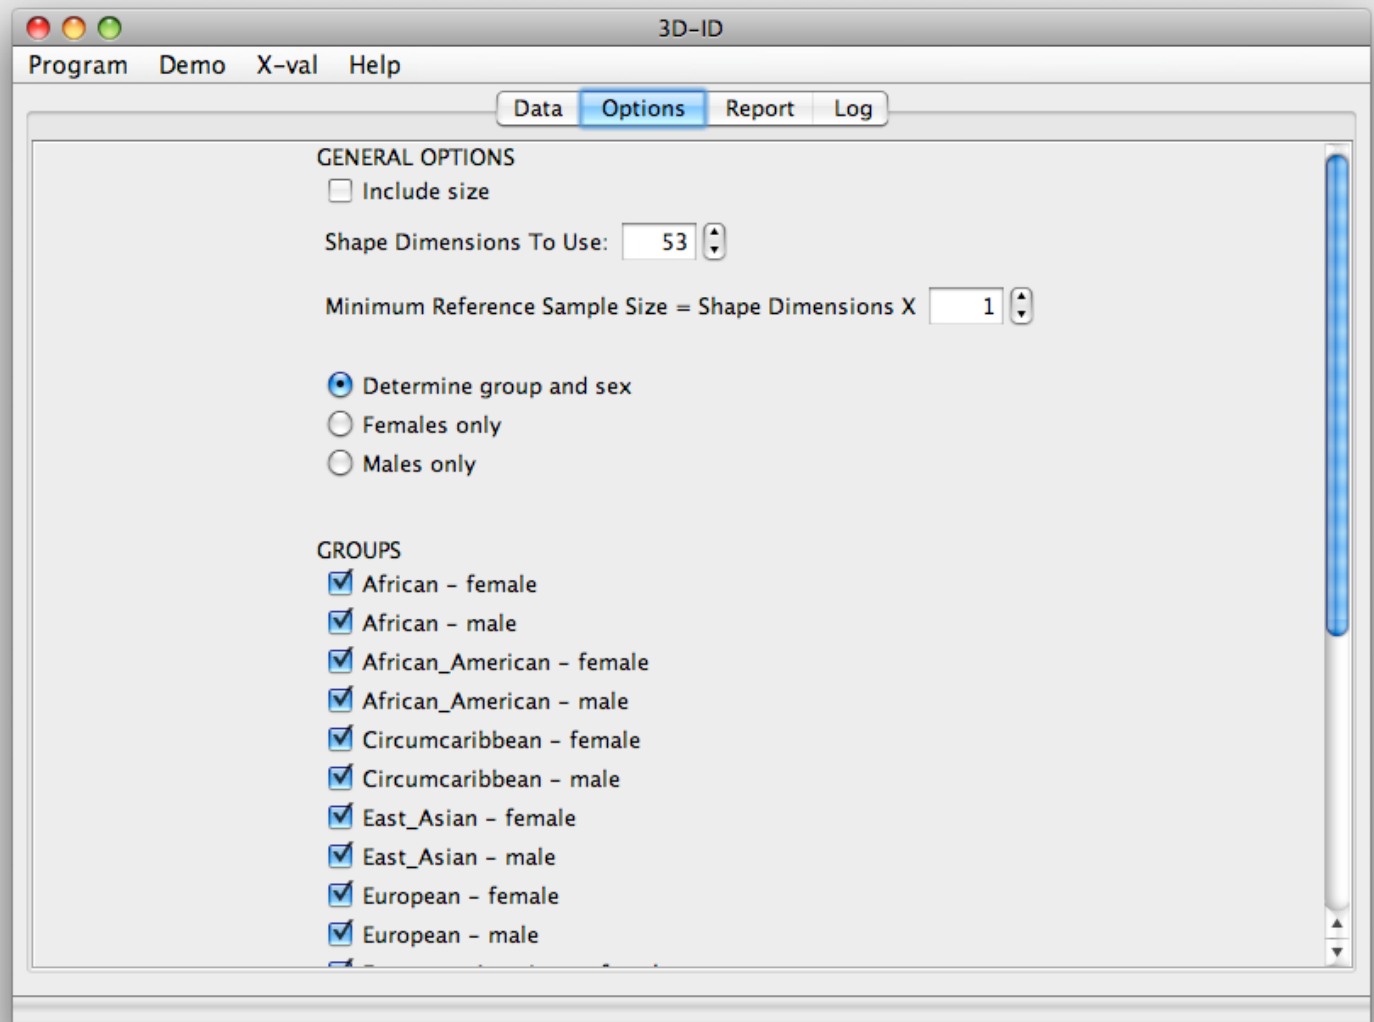 3D-ID
Program Demo X-val Help
Data Options Report Log
GENERAL OPTIONS
Include size
Shape Dimensions To Use: 53
Minimum Reference Sample Size = Shape Dimensions X 1
Determine group and sex
Females only
Males only
GROUPS
African - female
African - male
African_American - female
African_American - male
Circumcaribbean - female
Circumcaribbean - male
East_Asian - female
East_Asian - male
European - female
European - male